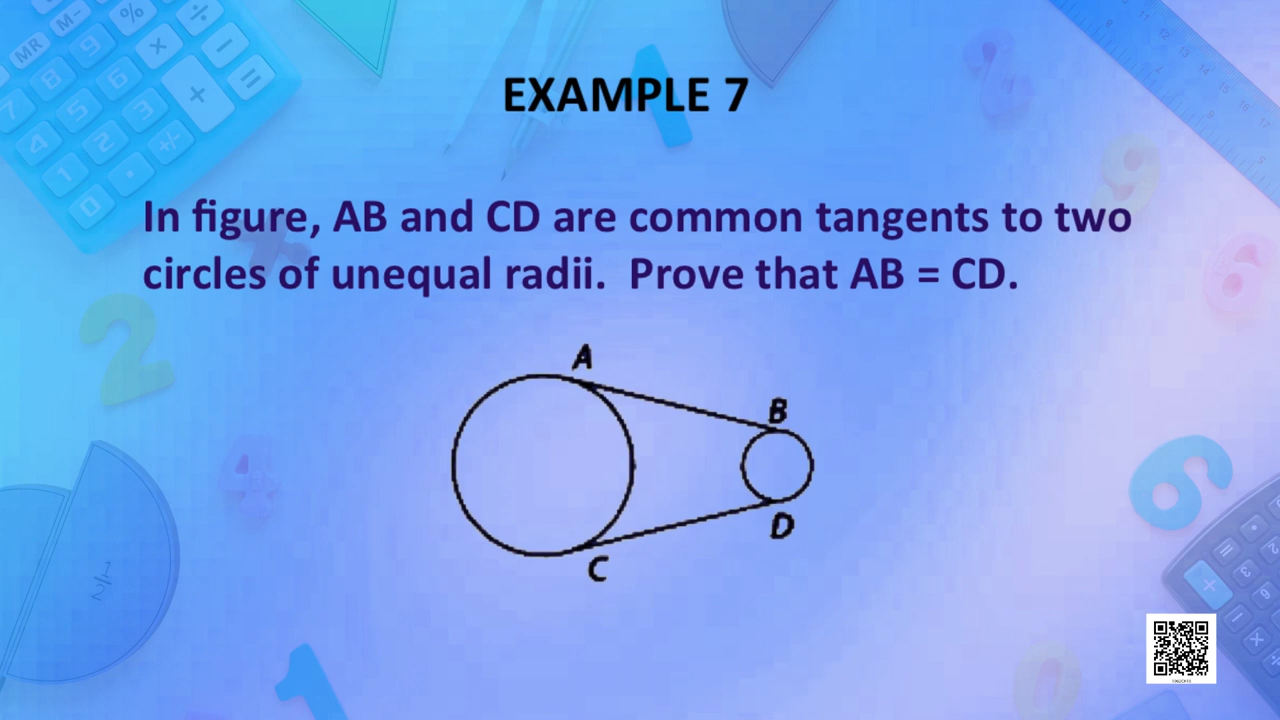 EXAMPLE 7
In figure, AB and CD are common tangents to two
circles of unequal radii.  Prove that AB = CD.
A
B
D
C